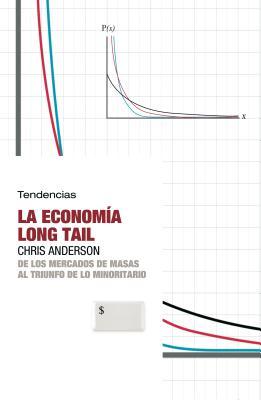 P(x)
x
Tendencias
LA ECONOMÍA
LONG TAIL
CHRIS ANDERSON
DE LOS MERCADOS DE MASAS
AL TRIUNFO DE LO MINORITARIO
$